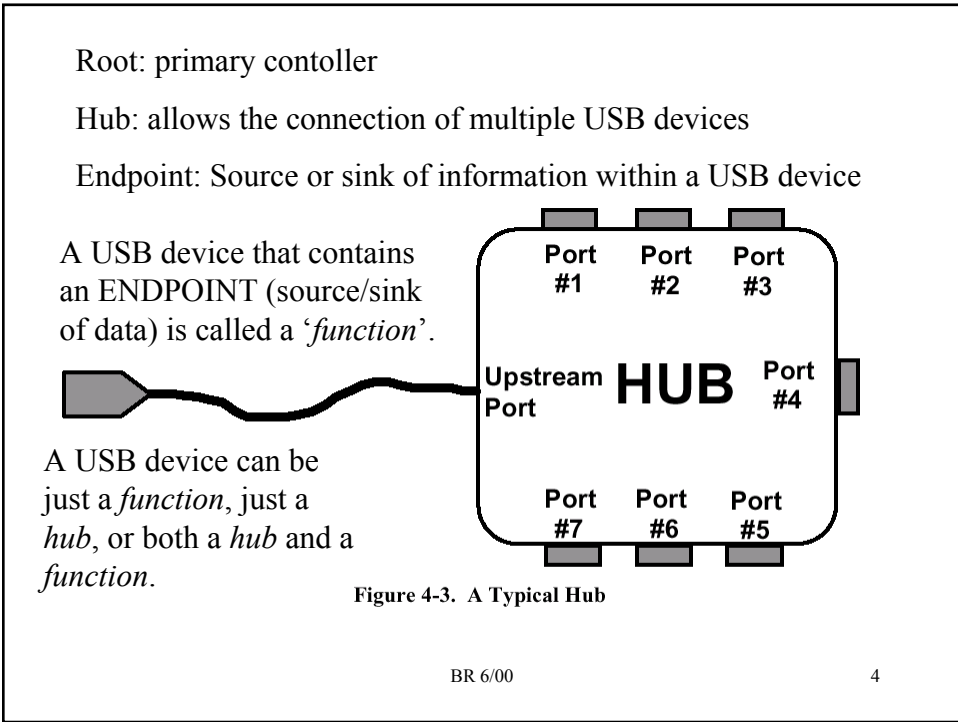 Root: primary contoller
Hub: allows the connection of multiple USB devices
Endpoint: Source or sink of information within a USB device
A USB device that contains
an ENDPOINT (source/sink
of data) is called a ‘function’.
Port
#1
Port
#2
Port
#3
Upstream
Port
HUB
Port
#4
A USB device can be
just a function, just a
hub, or both a hub and a
function.
Port
#7
Port
#6
Port
#5
Figure 4-3. A Typical Hub
BR 6/00
4